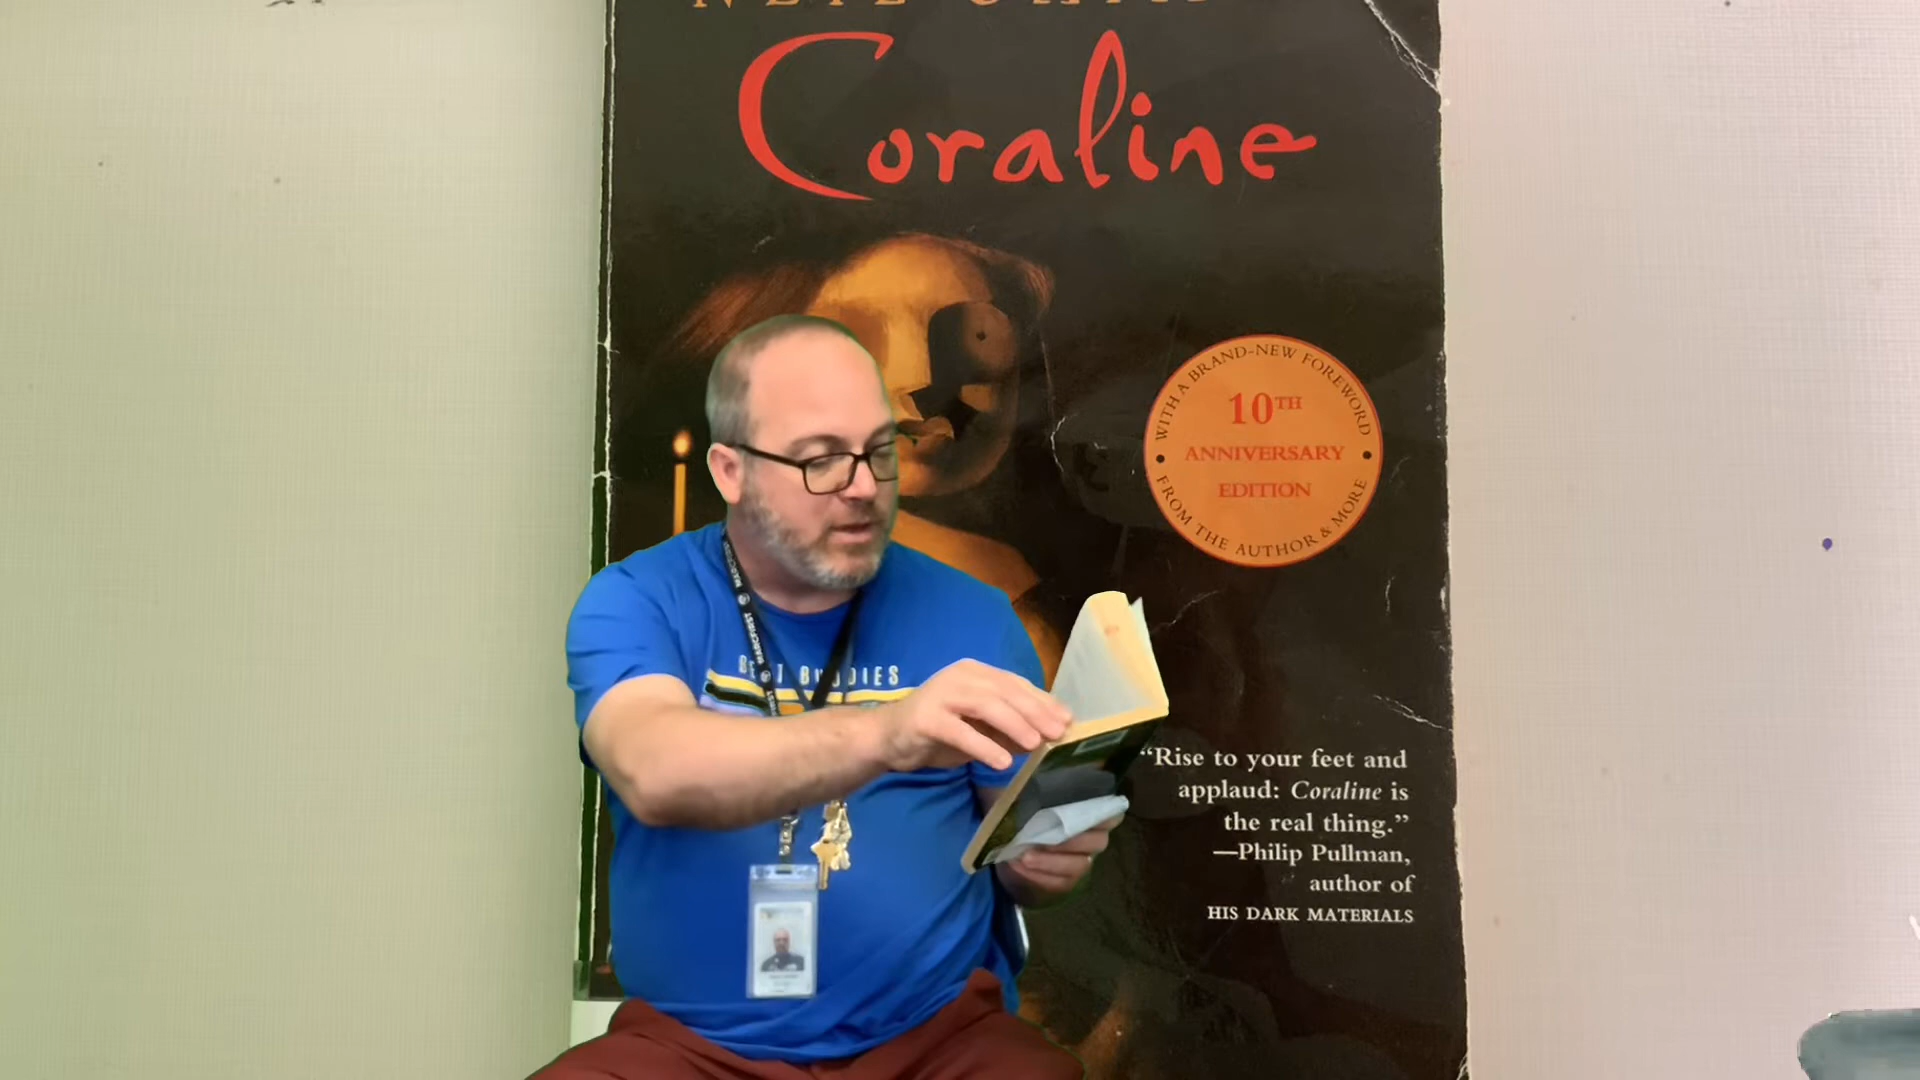 Coraline
WITH A BRAND-NEW FOREWORD
10TH
ANNIVERSARY
EDITION
FROM THE AUTHOR & MORE
"Rise to your feet and
applaud: Coraline is
the real thing."
—Philip Pullman,
author of
HIS DARK MATERIALS